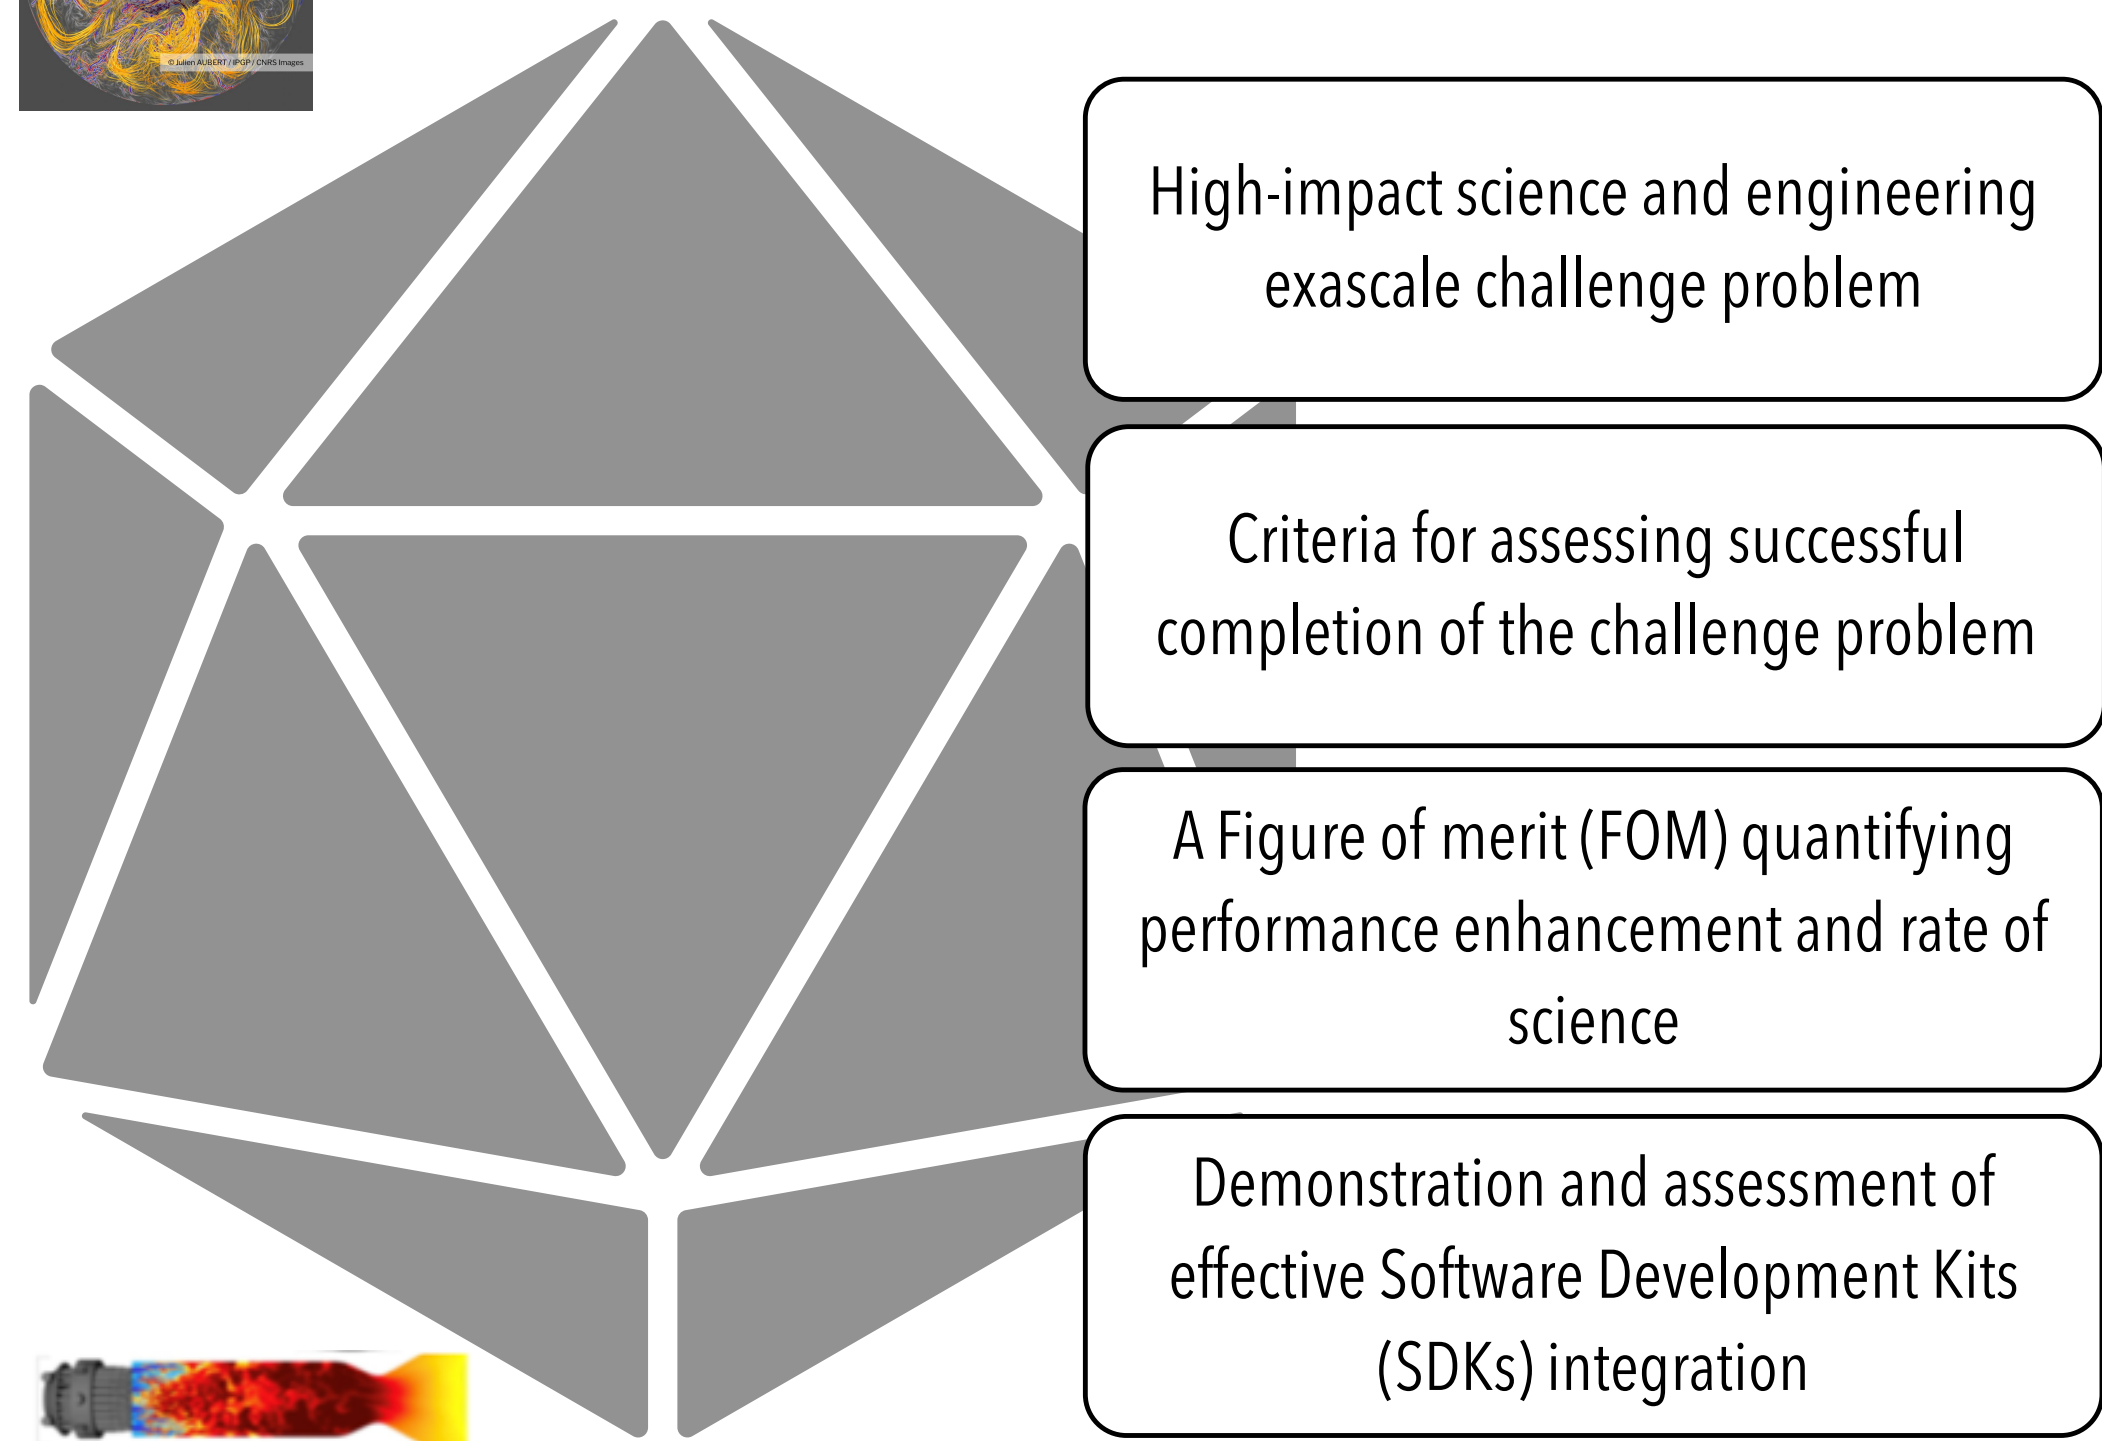 © Julien AUBERT / IPGP / CNRS Images
High-impact science and engineering
exascale challenge problem
Criteria for assessing successful
completion of the challenge problem
A Figure of merit (FOM) quantifying
performance enhancement and rate of
science
Demonstration and assessment of
effective Software Development Kits
(SDKs) integration